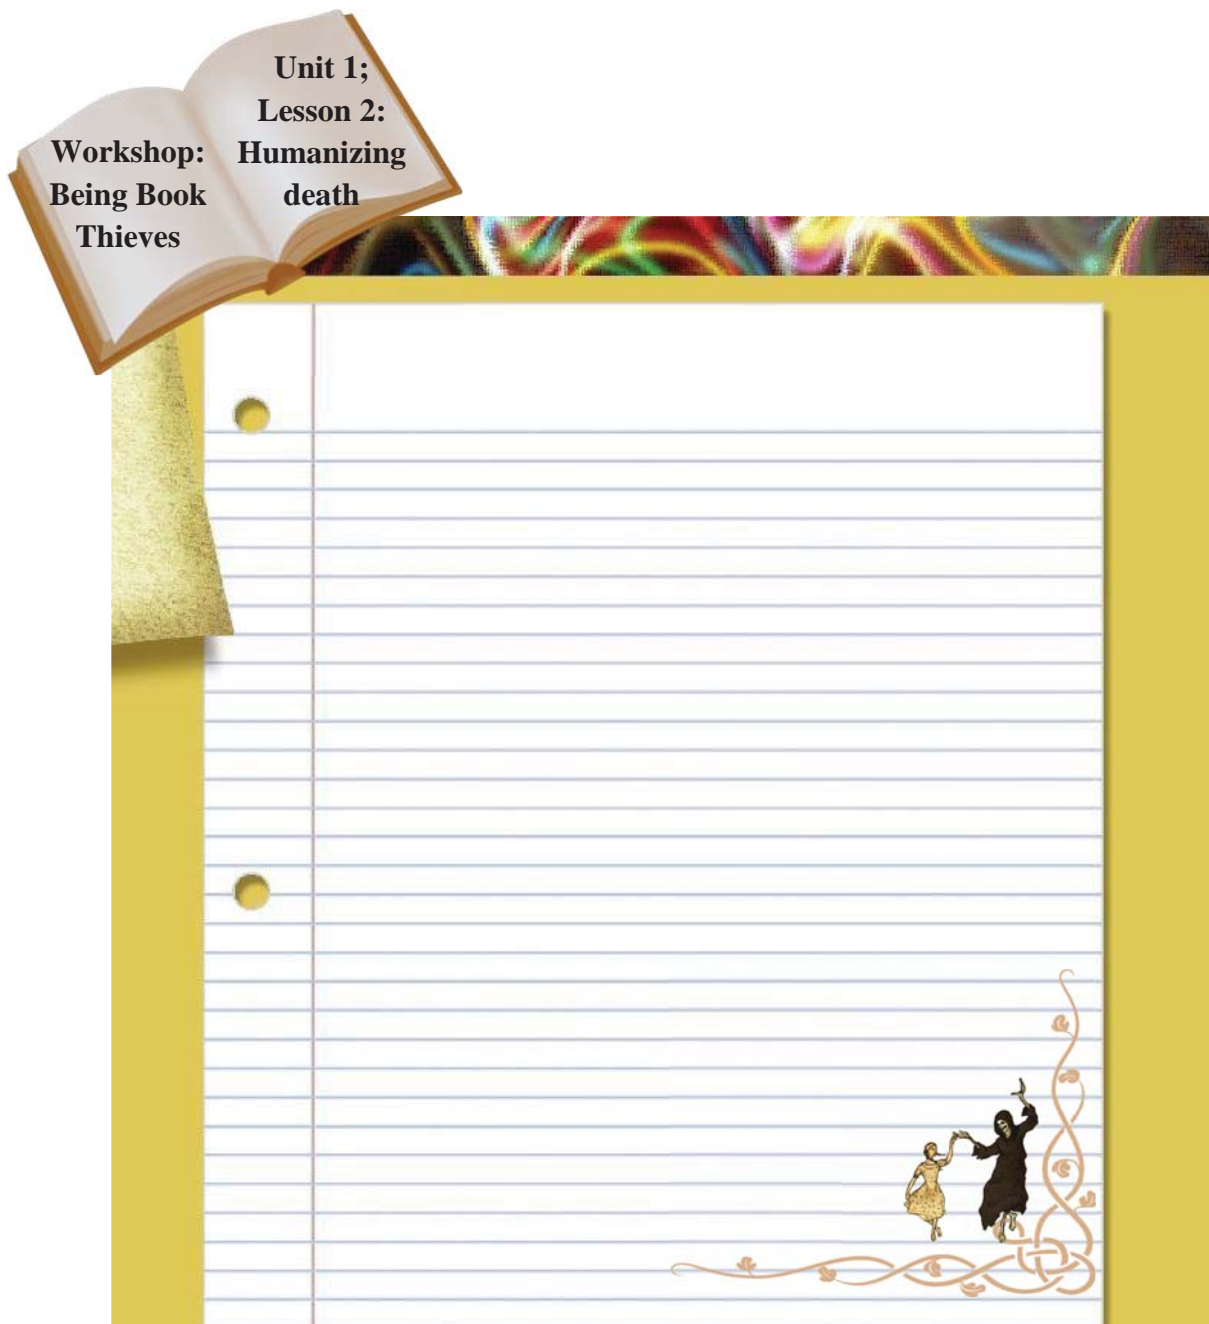 Workshop:
Being Book
Thieves
Unit 1;
Lesson 2:
Humanizing
death